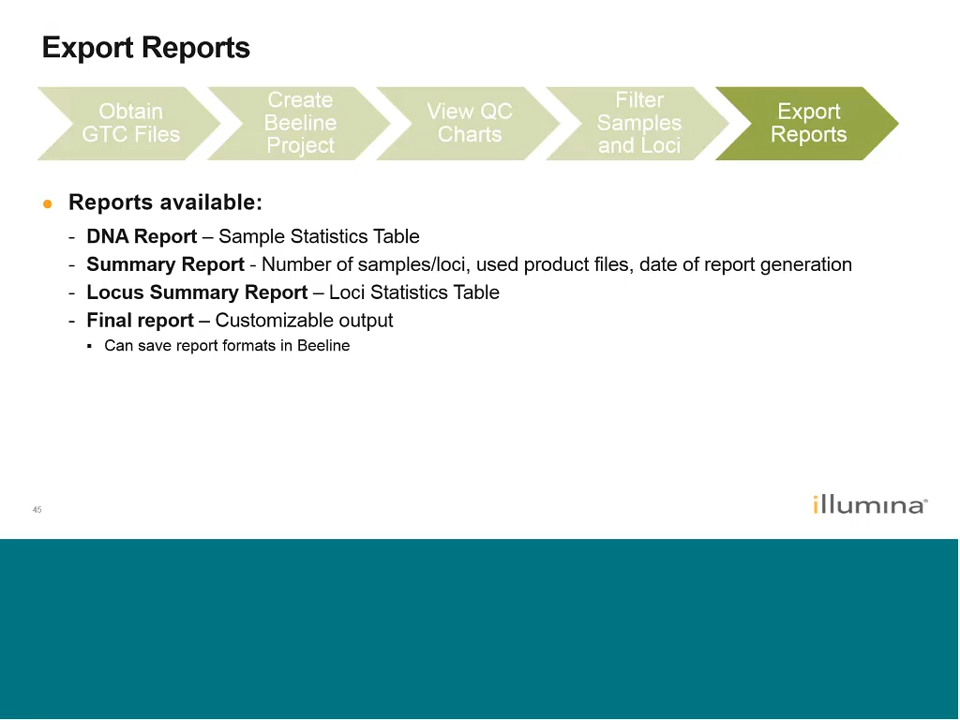 Export Reports
Obtain
GTC Files
Create
Beeline
Project
View QC
Charts
Filter
Samples
and Loci
Export
Reports
● Reports available:
- DNA Report – Sample Statistics Table
- Summary Report - Number of samples/loci, used product files, date of report generation
- Locus Summary Report – Loci Statistics Table
- Final report – Customizable output
▪ Can save report formats in Beeline
45
illumina®